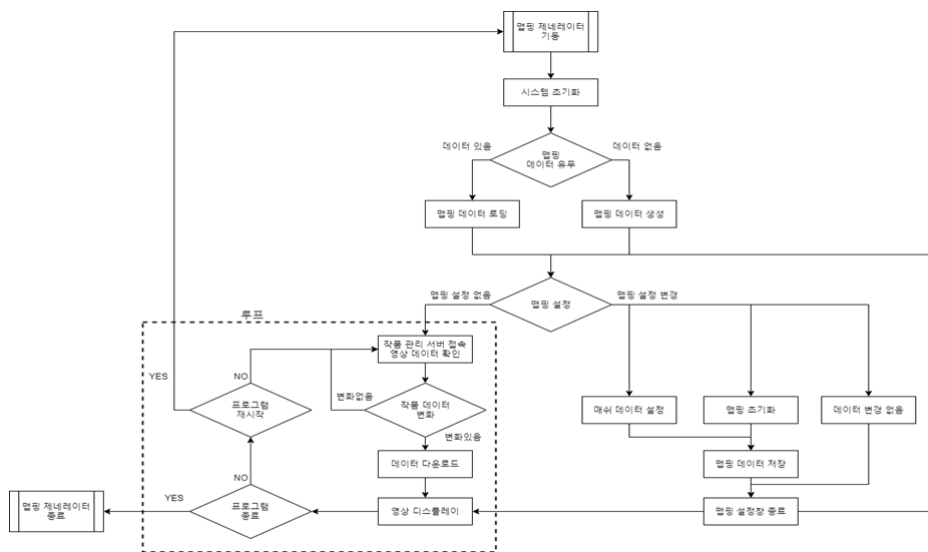 맵핑 제네레이터
기동
시스템 초기화
데이터 있음
데이터 없음
맵핑
데이터 유무
맵핑 데이터 로딩
맵핑 데이터 생성
맵핑 설정 없음
맵핑 설정
맵핑 설정 변경
루프
작품 관리 서버 접속
영상 데이터 확인
YES
NO
변화없음
프로그램
재시작
작품 데이터
변화
매쉬 데이터 설정
맵핑 초기화
데이터 변경 없음
변화있음
데이터 다운로드
맵핑 데이터 저장
NO
YES
맵핑 제네레이터
종료
프로그램
종료
영상 디스플레이
맵핑 설정창 종료